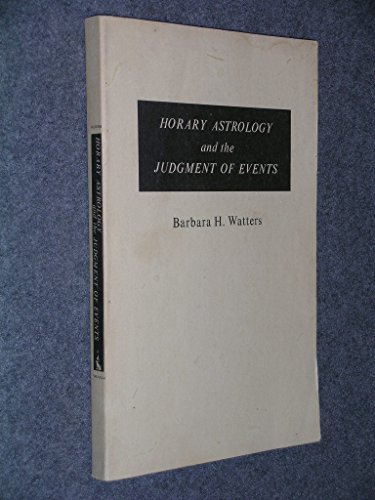 HORARY ASTROLOGY
and the
JUDGMENT OF EVENTS
Barbara H. Watters
HORARY ASTROLOGY
and the JUDGMENT OF EVENTS